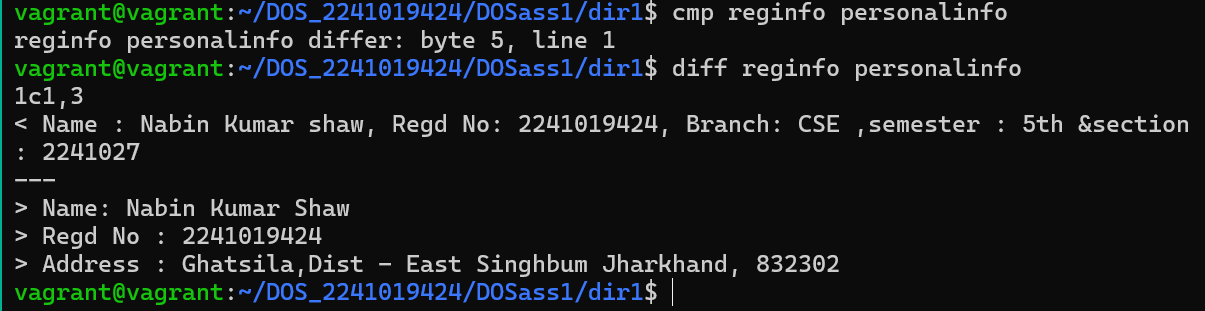 vagrant@vagrant:~/DOS_2241019424/DOSass1/dir1$ cmp reginfo personalinfo
reginfo personalinfo differ: byte 5, line 1
vagrant@vagrant:~/DOS_2241019424/DOSass1/dir1$ diff reginfo personalinfo
1c1,3
< Name : Nabin Kumar shaw, Regd No: 2241019424, Branch: CSE ,semester : 5th &section
: 2241027
---
> Name: Nabin Kumar Shaw
> Regd No : 2241019424
> Address : Ghatsila,Dist - East Singhbum Jharkhand, 832302
vagrant@vagrant:~/DOS_2241019424/DOSass1/dir1$